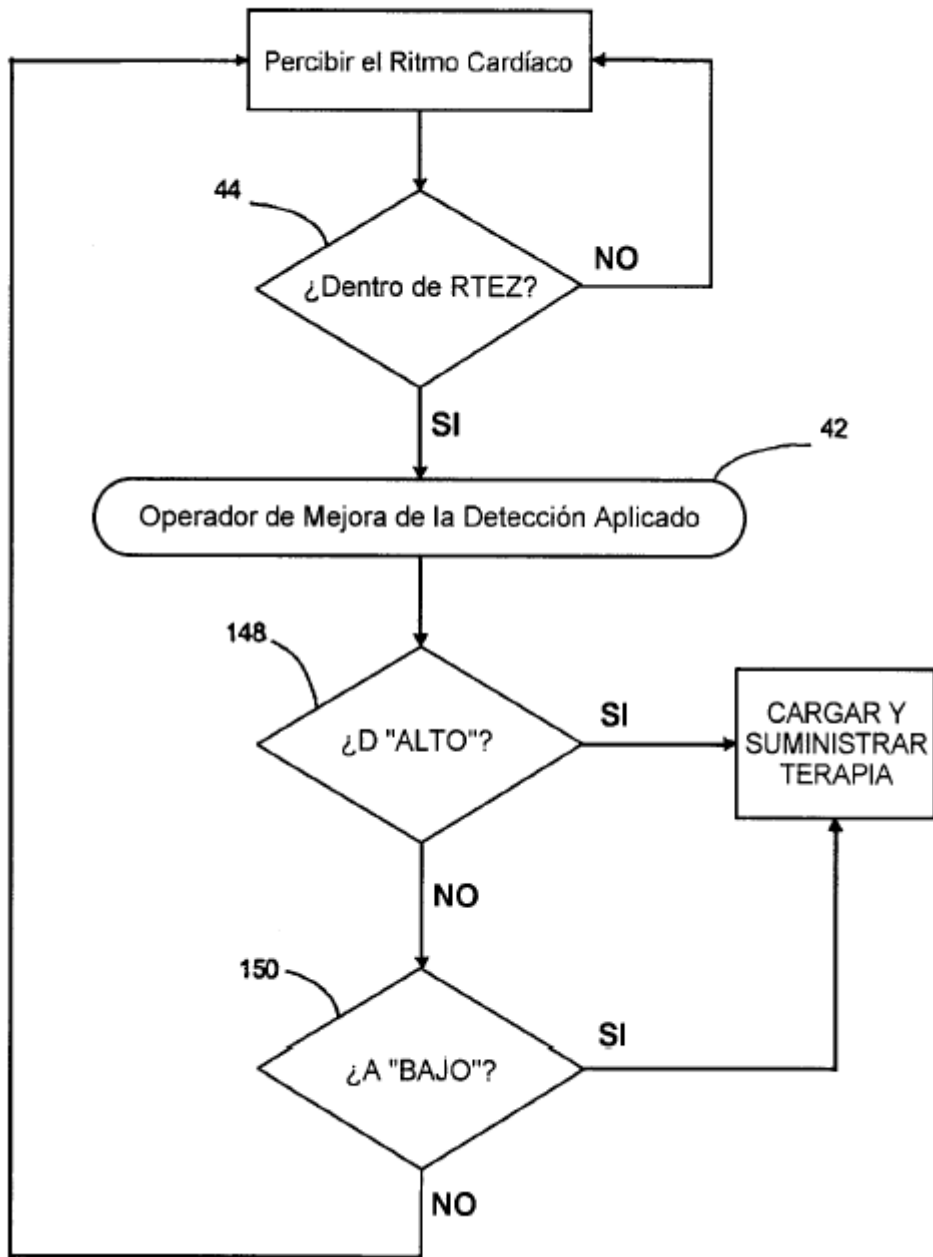 Percibir el Ritmo Cardíaco
44
¿Dentro de RTEZ?
NO
SI
42
Operador de Mejora de la Detección Aplicado
148
¿D "ALTO"?
SI
CARGAR Y
SUMINISTRAR
TERAPIA
NO
150
¿A "BAJO"?
SI
NO